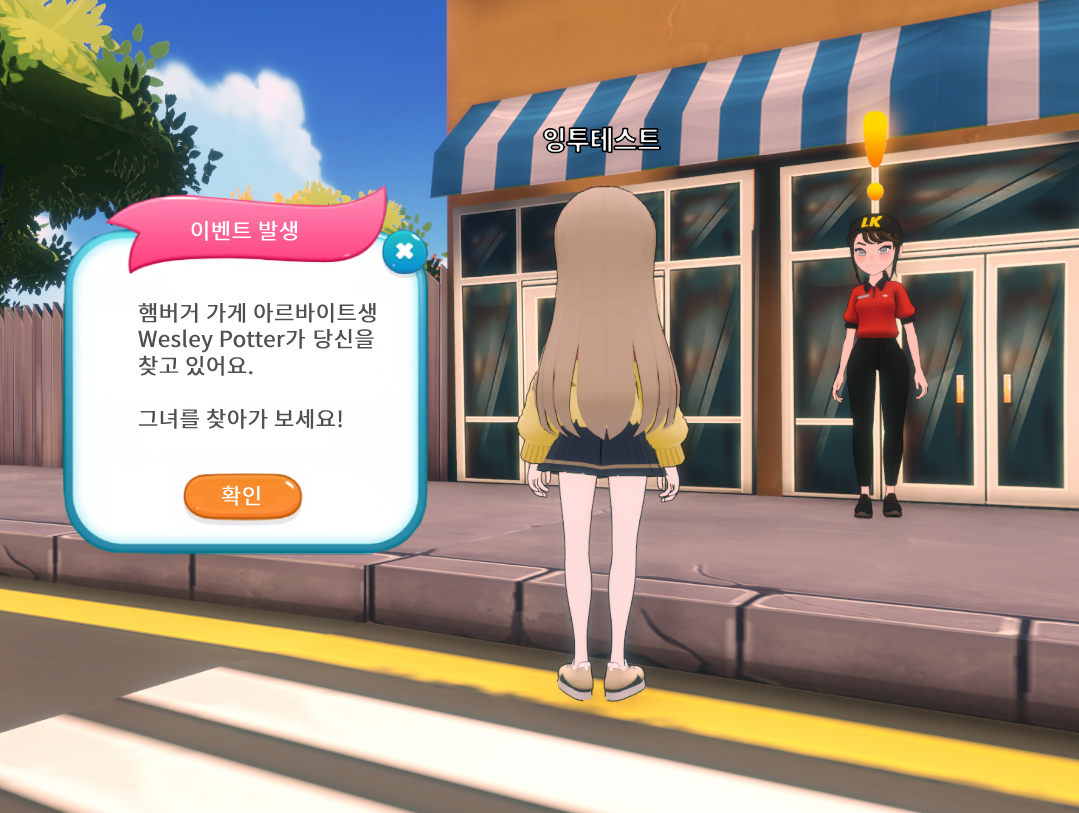 잉투테스트
LK
이벤트 발생
햄버거 가게 아르바이트생
Wesley Potter가 당신을
찾고 있어요.
그녀를 찾아가 보세요!
확인